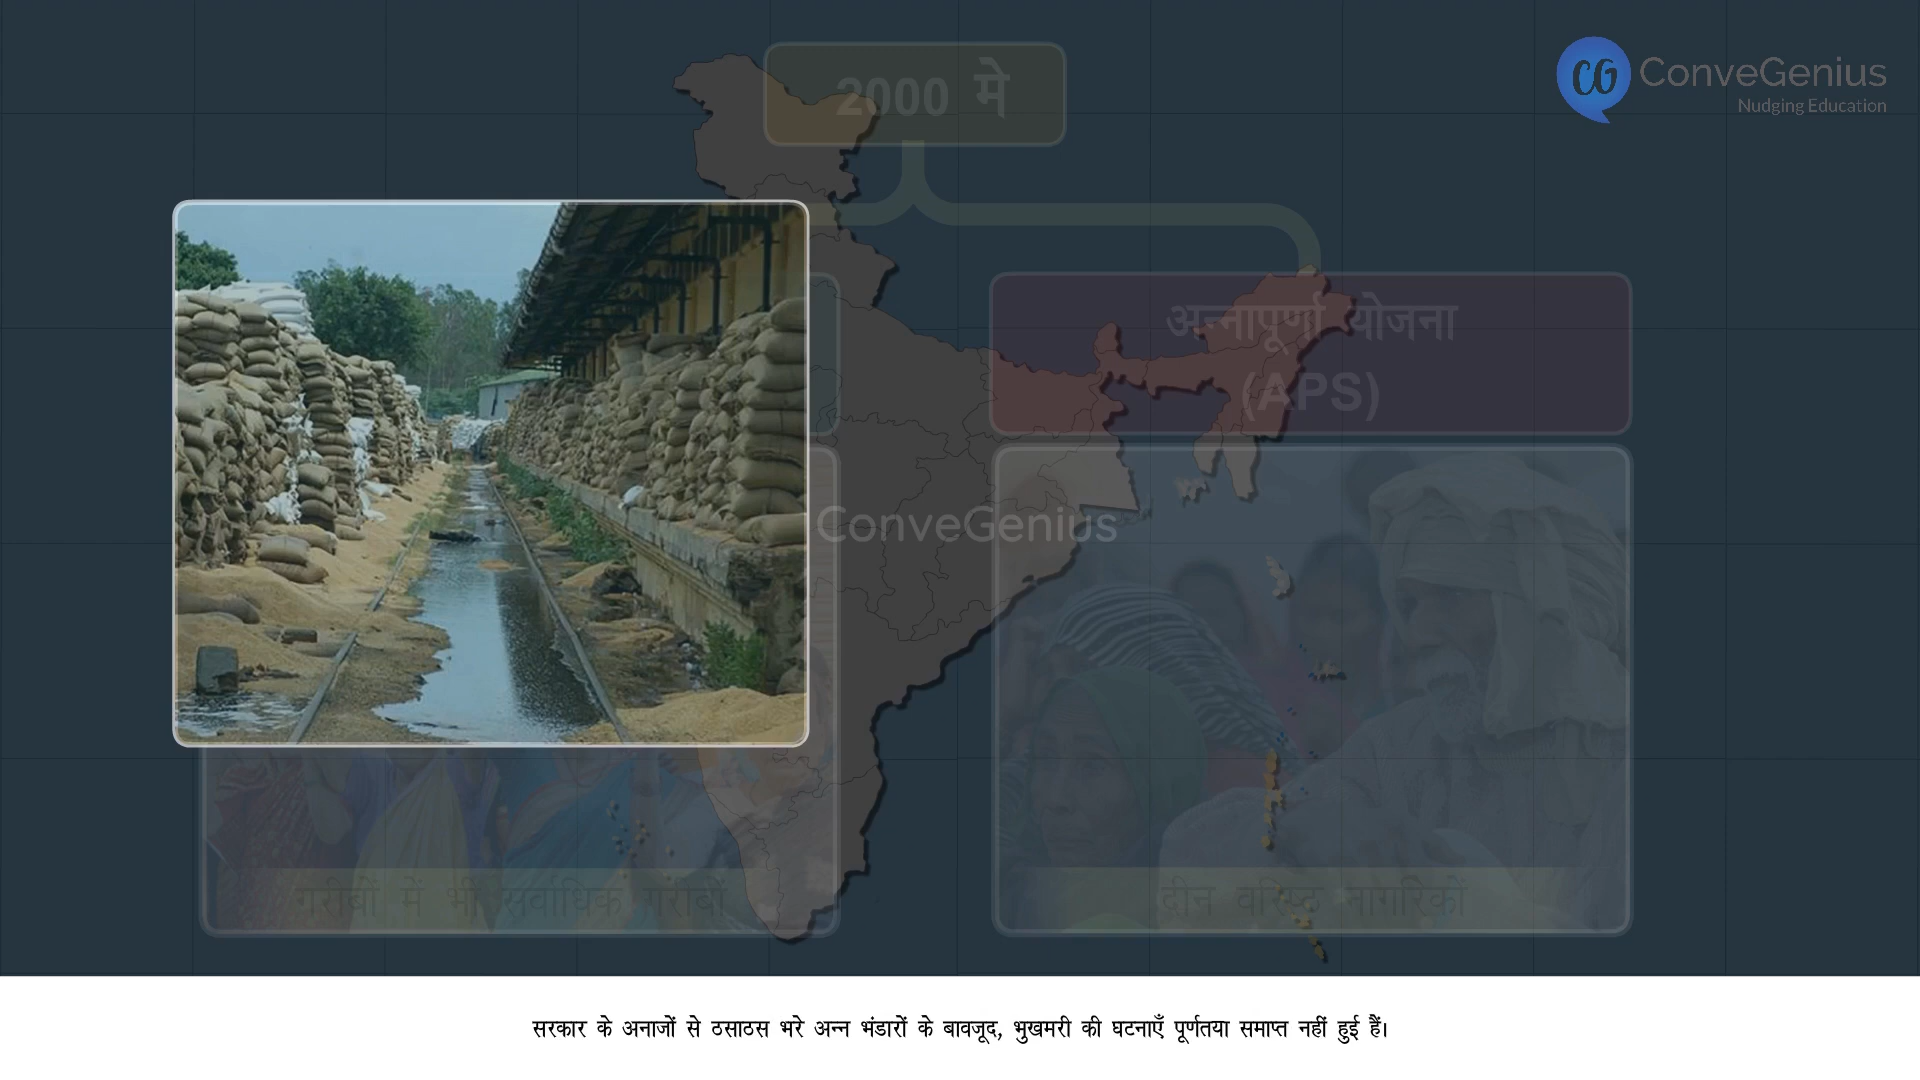 2000 मे
ConveGenius
Nudging Education
अन्नापूर्णा योजना
(APS)
ConveGenius
गरीबों में भी सर्वाधिक गरीबों
दीन वरिष्ठ नागरिकों
सरकार के अनाजों से ठसाठस भरे अन्न भंडारों के बावजूद, भुखमरी की घटनाएँ पूर्णतया समाप्त नहीं हुई हैं।